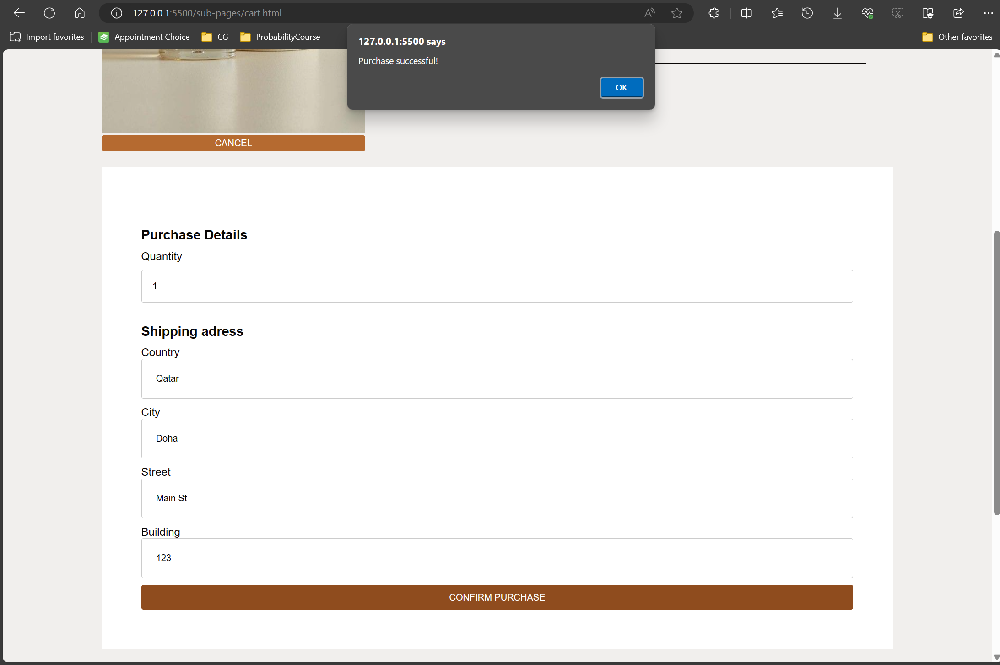 127.0.0.1:5500/sub-pages/cart.html
Import favorites
Appointment Choice
CG
ProbabilityCourse
Other favorites
127.0.0.1:5500 says
Purchase successful!
OK
CANCEL
Purchase Details
Quantity
1
Shipping adress
Country
Qatar
City
Doha
Street
Main St
Building
123
CONFIRM PURCHASE